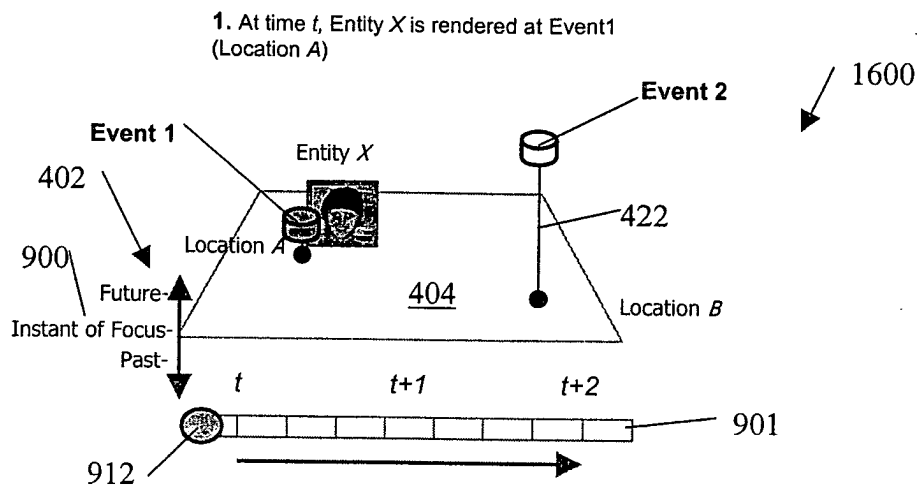 1. At time t, Entity X is rendered at Event1
(Location A)
1600
Event 2
Event 1
Entity X
402
422
Location A
900
Future-
404
Location B
Instant of Focus-
Past-
t t+1 t+2
901
912